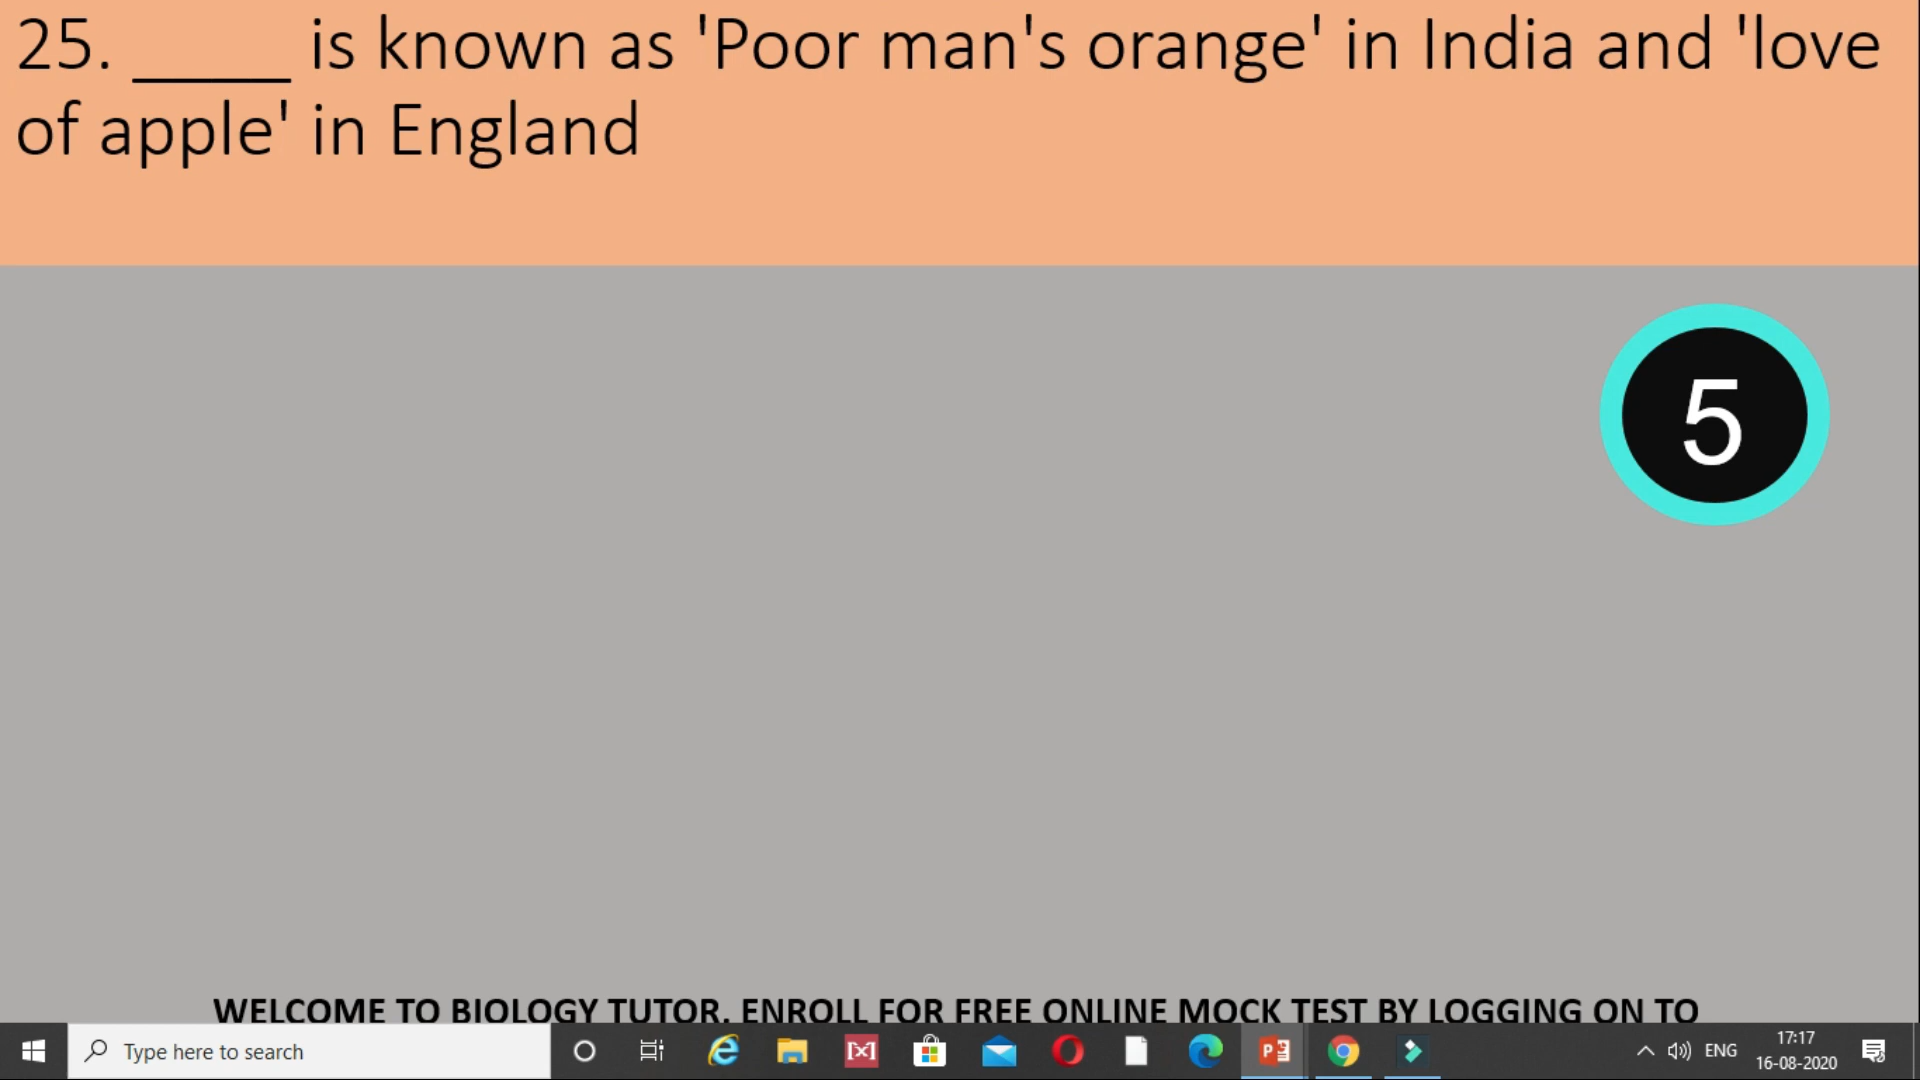 25. _____ is known as 'Poor man's orange' in India and 'love
of apple' in England
5
WELCOME TO BIOLOGY TUTOR. ENROLL FOR FREE ONLINE MOCK TEST BY LOGGING ON TO
Type here to search
ENG
17:17
16-08-2020